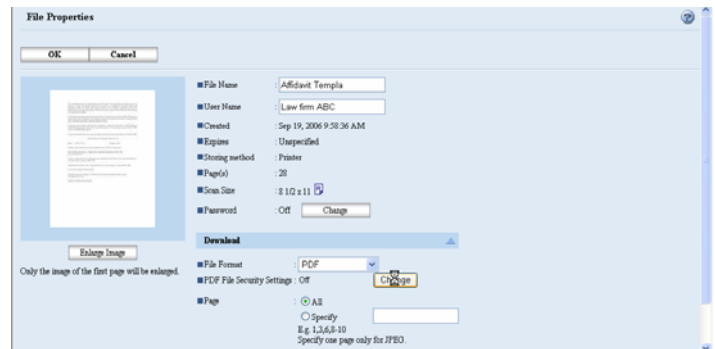 File Properties
OK Cancel
File Name : Affidavit Templa
User Name : Law firm ABC
Created : Sep 19, 2006 9:58:36 AM
Expires : Unspecified
Storing method : Printer
Page(s) : 28
Scan Size : 8 1/2 x 11
Password : Off Change
Enlarge Image
Only the image of the first page will be enlarged.
Download
File Format : PDF
PDF File Security Settings : Off Change
Page : All
Specify
E.g. 1,3,6,8-10
Specify one page only for JPEG.